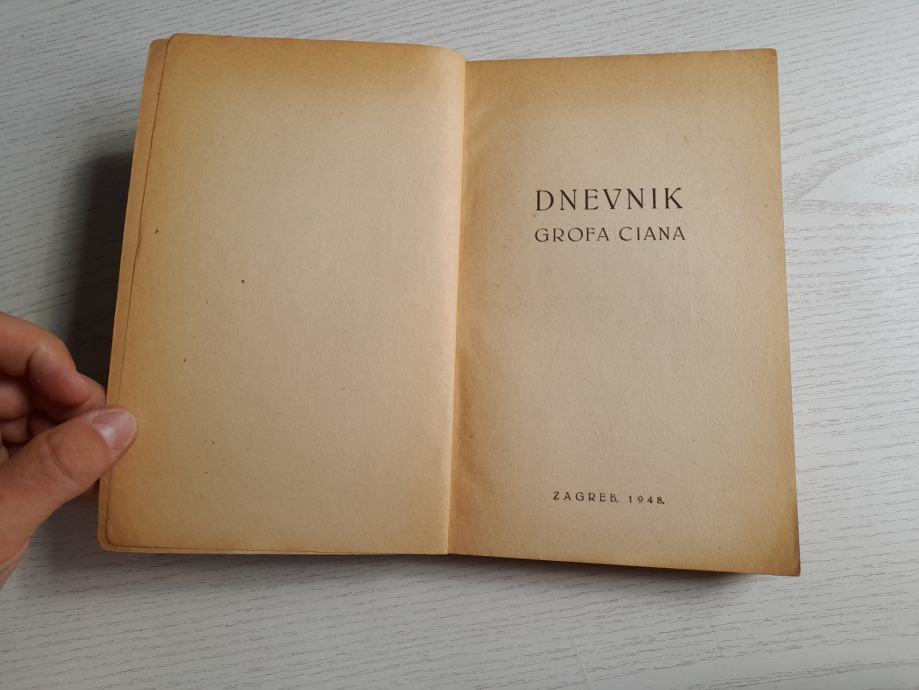 DNEVNIK
GROFA CIANA
ZAGREB, 1948.